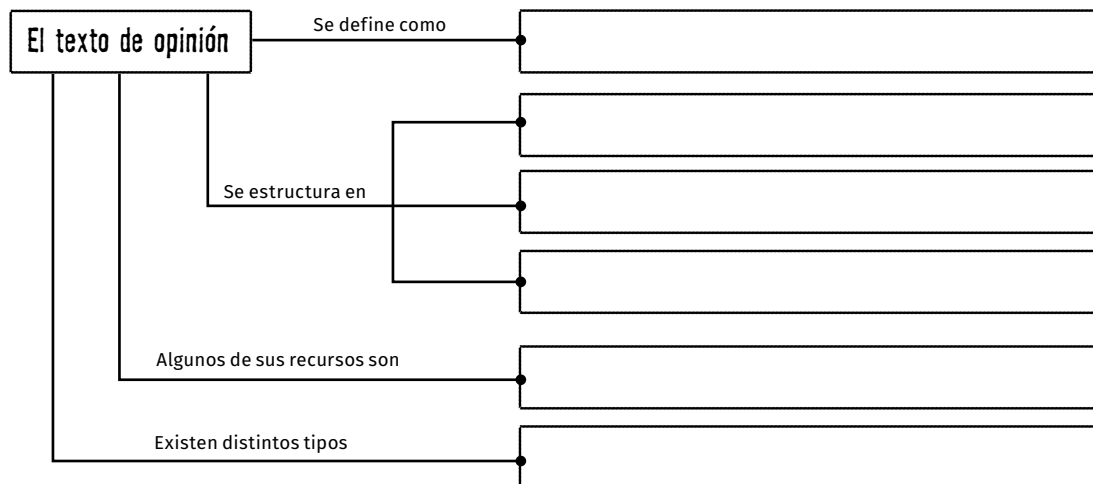 El texto de opinión
Se define como
Se estructura en
Algunos de sus recursos son
Existen distintos tipos